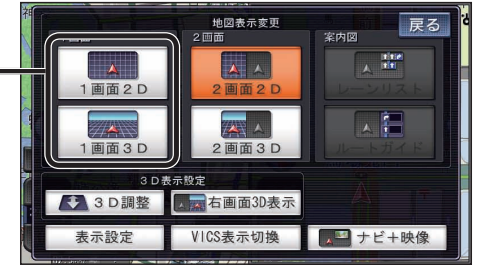 地図表示変更
戻る
1画面
2画面
案内図
1画面2D
2画面2D
レーンリスト
1画面3D
2画面3D
ルートガイド
3D表示設定
3D調整
右画面3D表示
表示設定
VICS表示切換
ナビ+映像